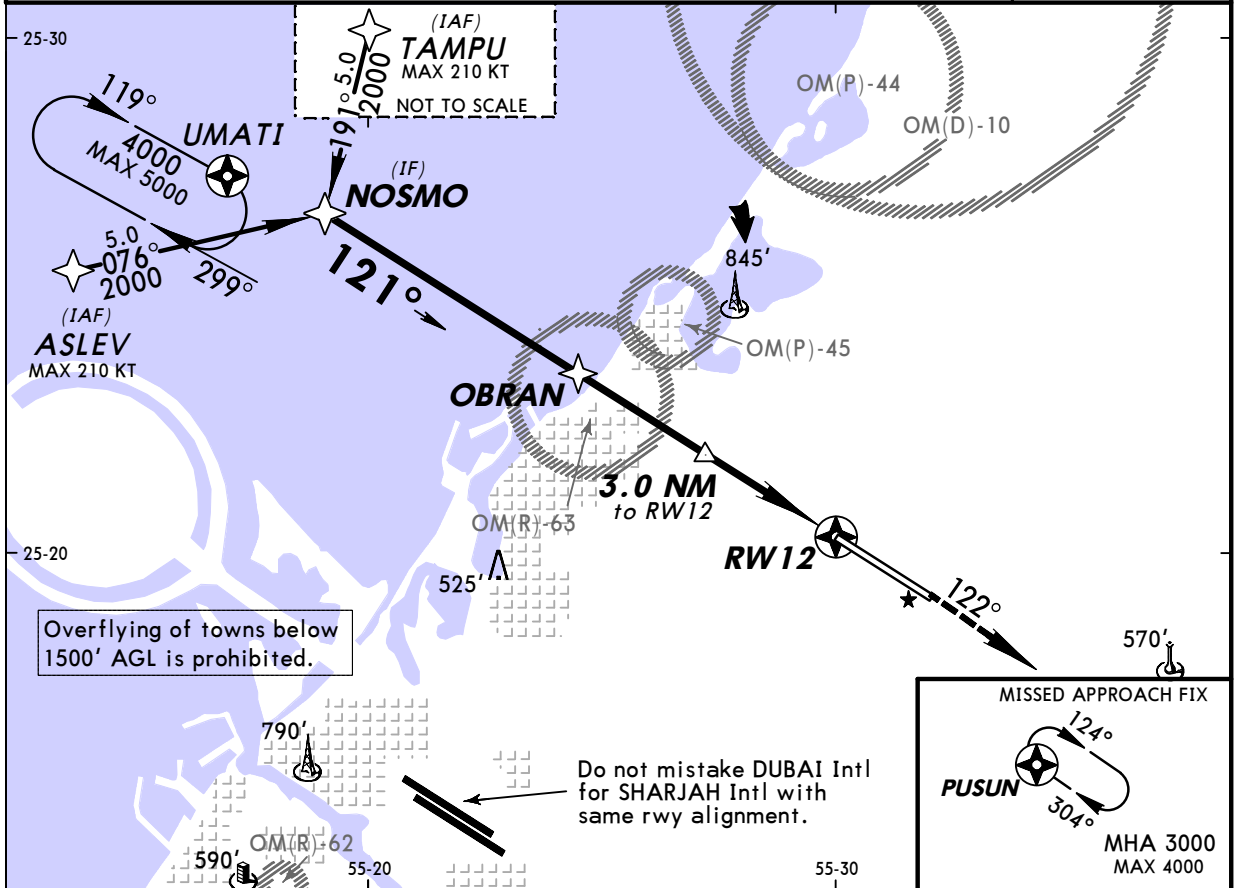 25-30
(IAF)
TAMPU
MAX 210 KT
NOT TO SCALE
191° 5.0
2000
OM(P)-44
OM(D)-10
119°
4000
MAX 5000
UMATI
299°
(IF)
NOSMO
5.0
076°
2000
(IAF)
ASLEV
MAX 210 KT
121°
845'
OM(P)-45
OBRAN
3.0 NM
to RW12
OM(R)-63
25-20
525'
RW12
122°
Overflying of towns below
1500' AGL is prohibited.
570'
790'
Do not mistake DUBAI Intl
for SHARJAH Intl with
same rwy alignment.
MISSED APPROACH FIX
124°
PUSUN
304°
MHA 3000
MAX 4000
OM(R)-62
590'
55-20
55-30